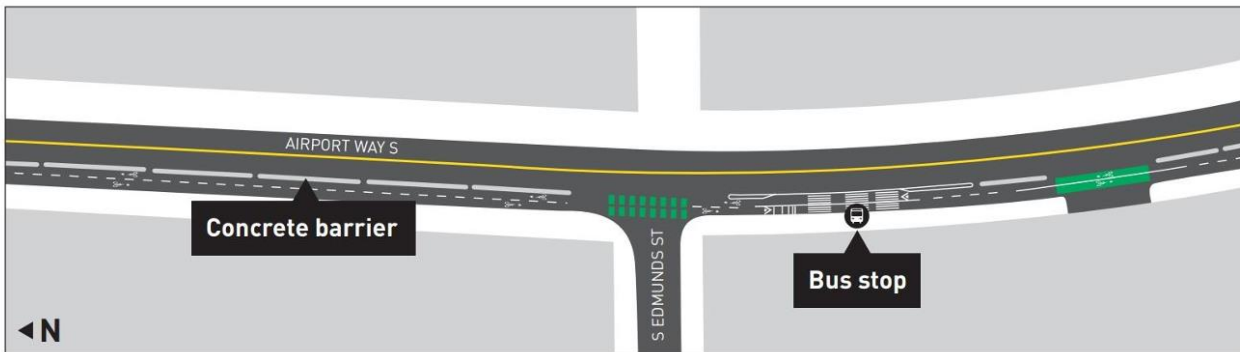 AIRPORT WAY S
Concrete barrier
S EDMUNDS ST
Bus stop
N